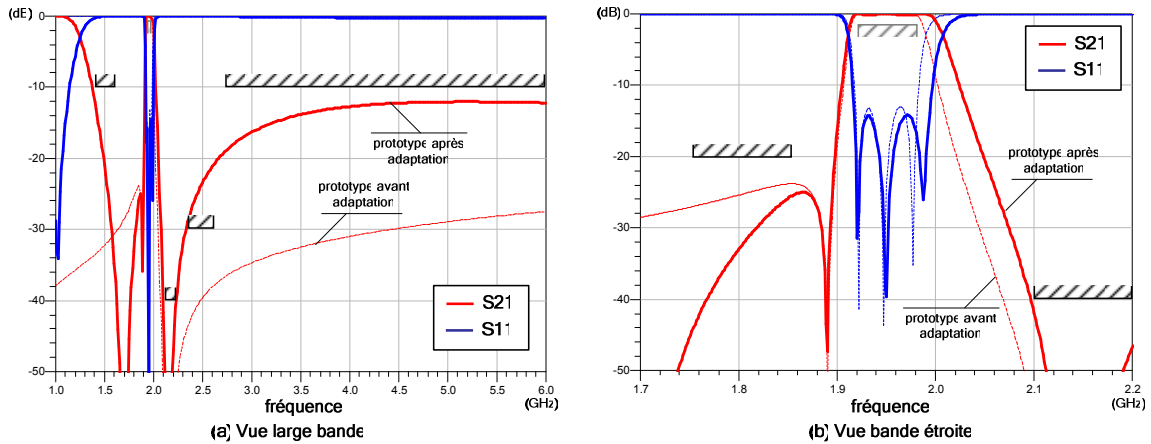 (dE)
0
-10
-20
-30
-40
-50
1.0
1.5
2.0
2.5
3.0
3.5
4.0
4.5
5.0
5.5
6.0
(GHz)
fréquence
prototype après
adaptation
prototype avant
adaptation
S21
S11
(a) Vue large bande
(dB)
0
-10
-20
-30
-40
-50
1.7
1.8
1.9
2.0
2.1
2.2
(GHz)
fréquence
S21
S11
prototype après
adaptation
prototype avant
adaptation
(b) Vue bande étroite